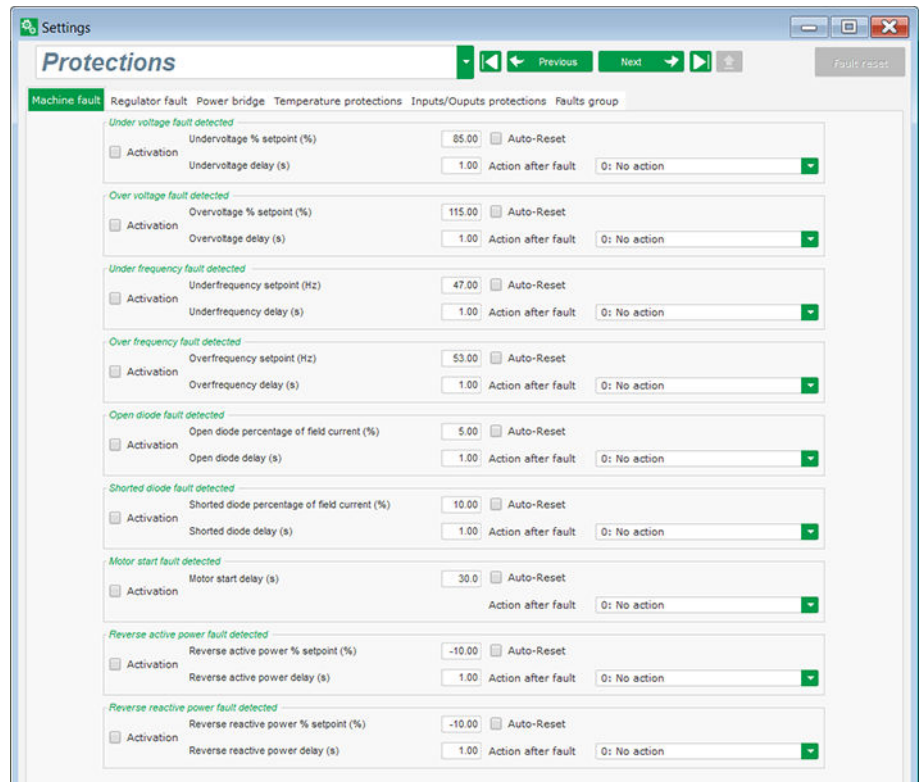 Settings
Protections
Previous
Next
Fault reset
Machine fault Regulator fault Power bridge Temperature protections Inputs/Ouputs protections Faults group
Under voltage fault detected
Undervoltage % setpoint (%) 85.00 Auto-Reset
Activation
Undervoltage delay (s) 1.00 Action after fault 0: No action
Over voltage fault detected
Overvoltage % setpoint (%) 115.00 Auto-Reset
Activation
Overvoltage delay (s) 1.00 Action after fault 0: No action
Under frequency fault detected
Underfrequency setpoint (Hz) 47.00 Auto-Reset
Activation
Underfrequency delay (s) 1.00 Action after fault 0: No action
Over frequency fault detected
Overfrequency setpoint (Hz) 53.00 Auto-Reset
Activation
Overfrequency delay (s) 1.00 Action after fault 0: No action
Open diode fault detected
Open diode percentage of field current (%) 5.00 Auto-Reset
Activation
Open diode delay (s) 1.00 Action after fault 0: No action
Shorted diode fault detected
Shorted diode percentage of field current (%) 10.00 Auto-Reset
Activation
Shorted diode delay (s) 1.00 Action after fault 0: No action
Motor start fault detected
Motor start delay (s) 30.0 Auto-Reset
Activation
Action after fault 0: No action
Reverse active power fault detected
Reverse active power % setpoint (%) -10.00 Auto-Reset
Activation
Reverse active power delay (s) 1.00 Action after fault 0: No action
Reverse reactive power fault detected
Reverse reactive power % setpoint (%) -10.00 Auto-Reset
Activation
Reverse reactive power delay (s) 1.00 Action after fault 0: No action